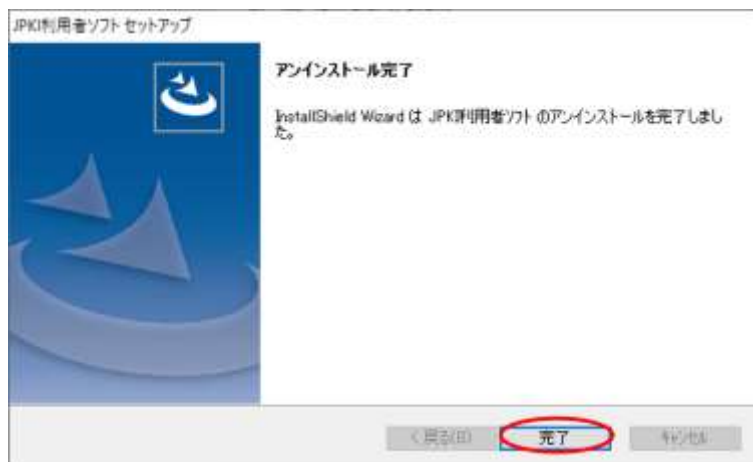 JPKI利用者ソフト セットアップ
アンインストール完了
InstallShield Wizard は JPKI利用者ソフト のアンインストールを完了しまし
た。
< 戻る(B)
完了
キャンセル